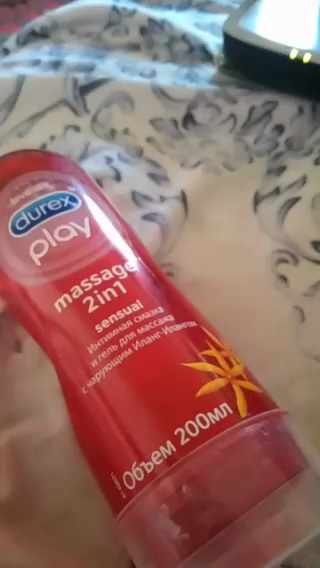 durex
play
massage
2in1
sensual
Интимная смазка
и гель для массажа
с чарующим Иланг-Илангом
Объем 200мл